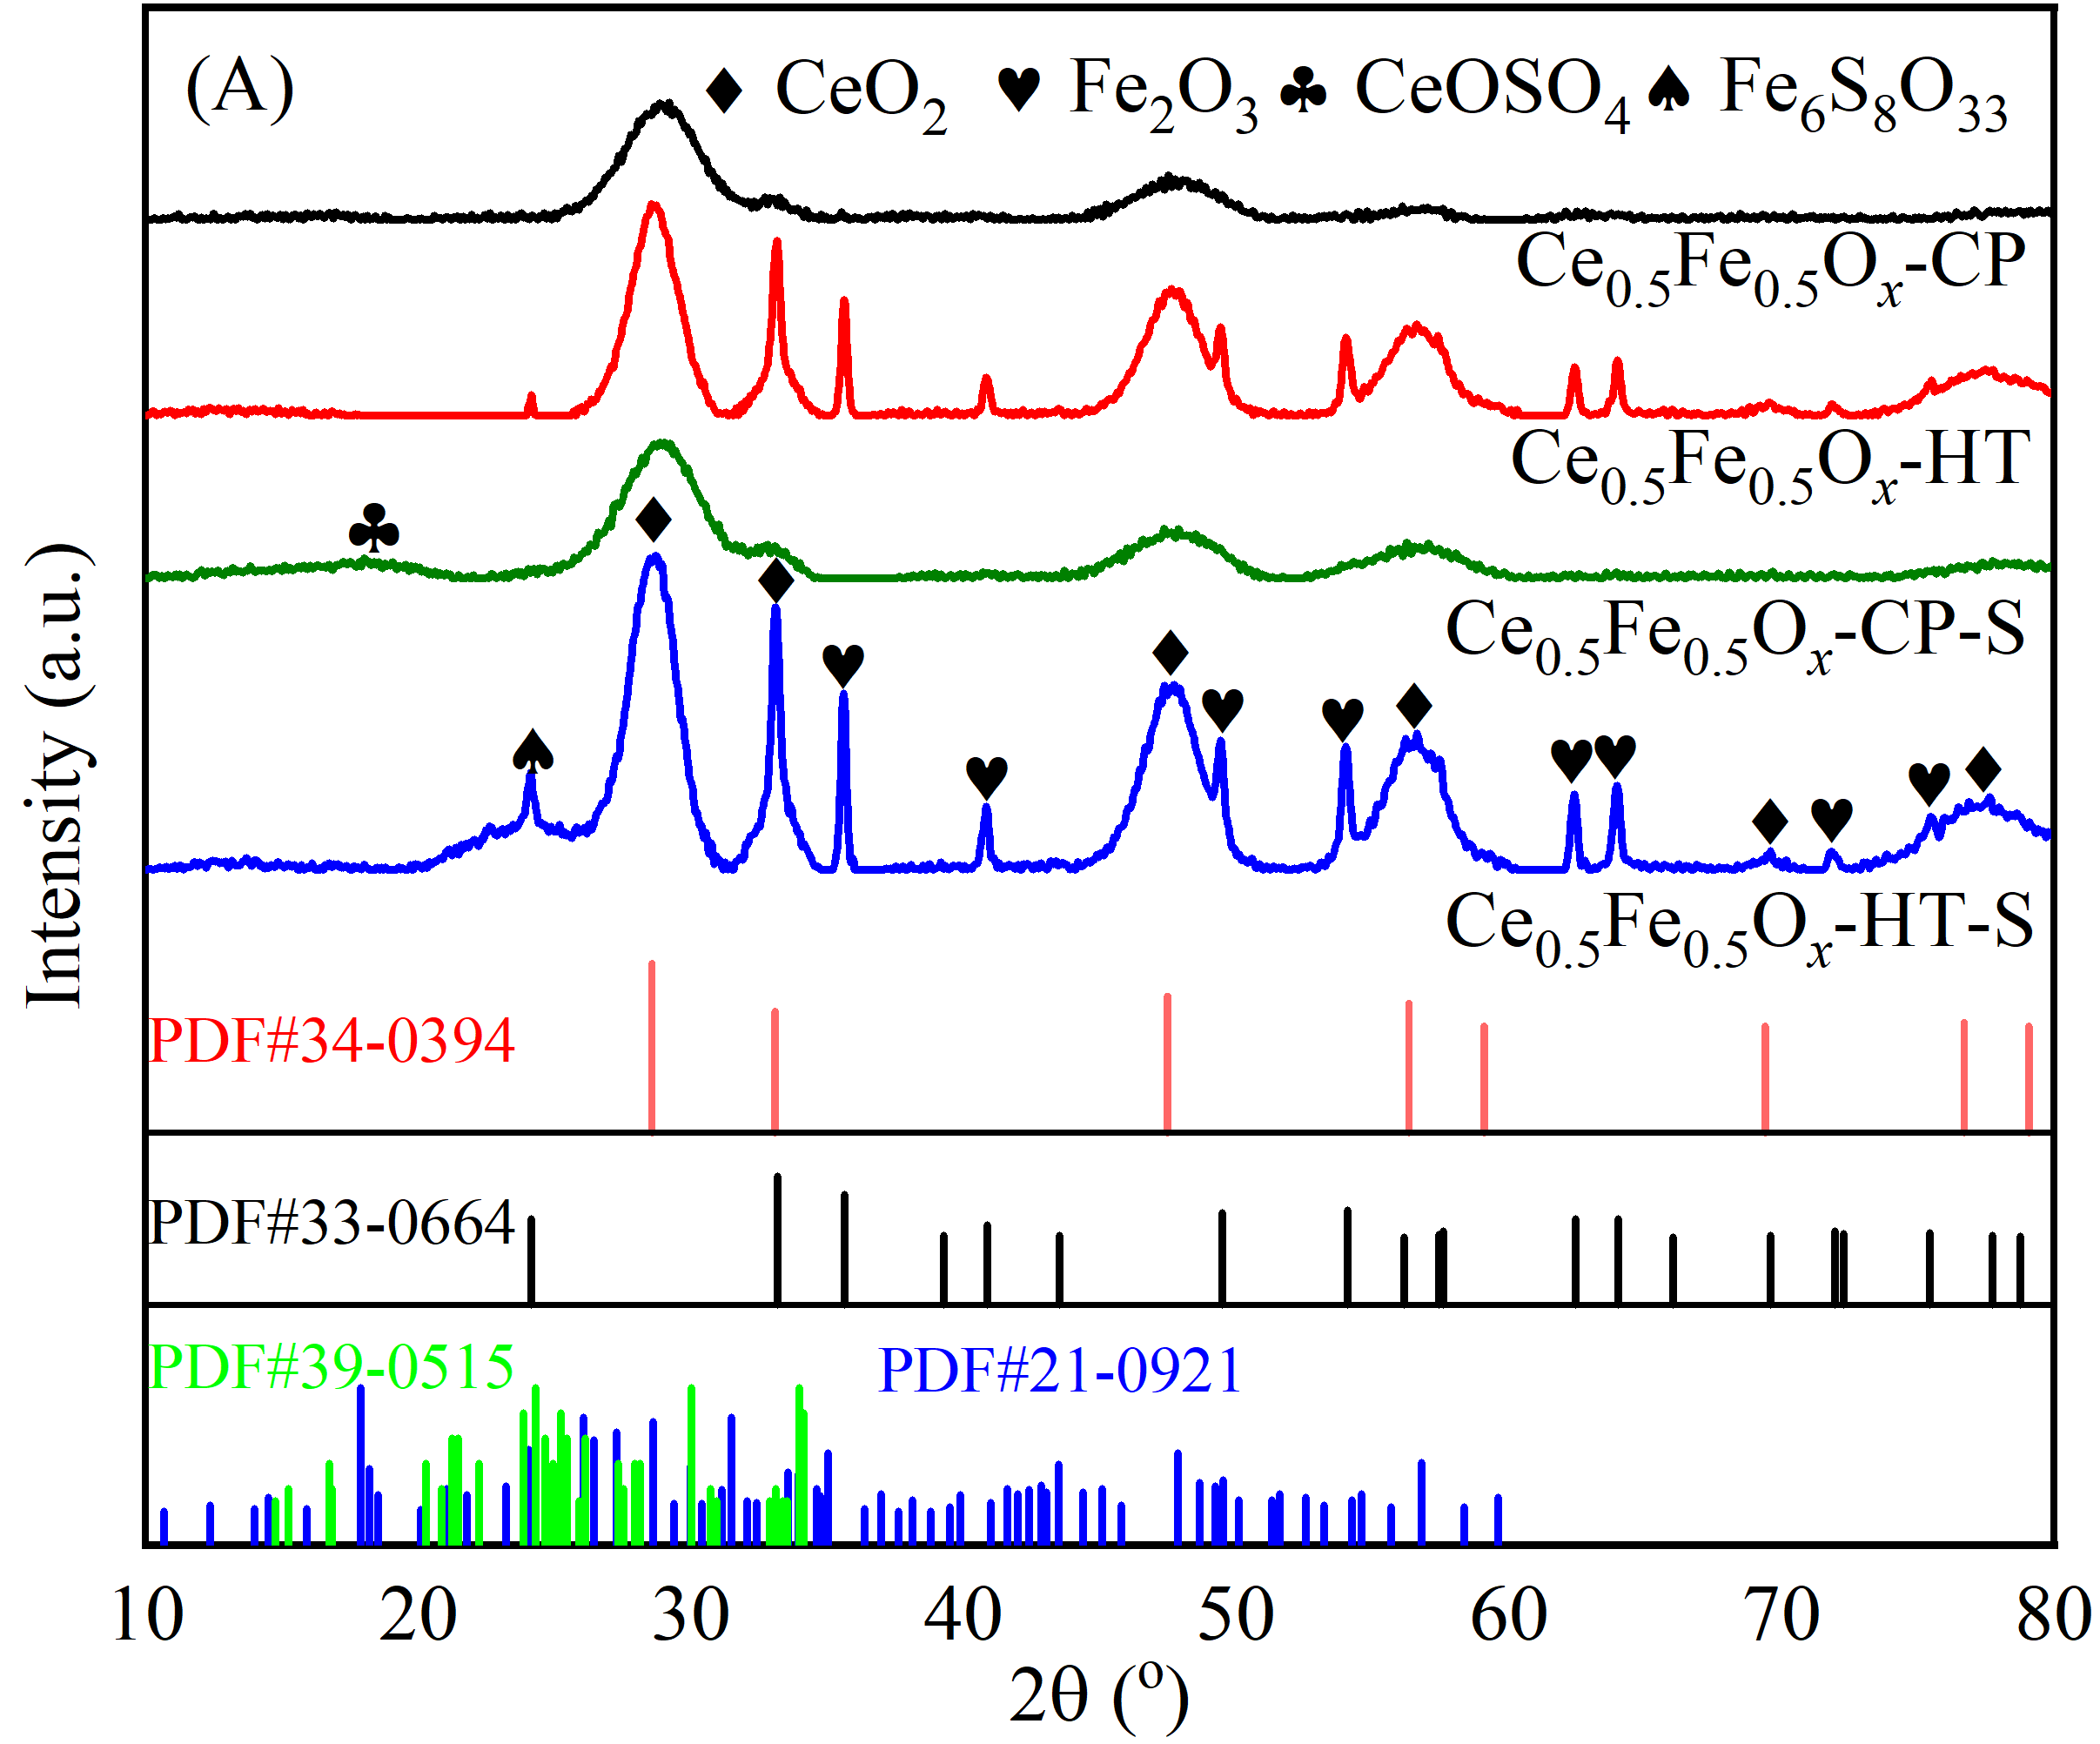 (A) ♦ CeO2 ♥ Fe2O3 ♣ CeOSO4 ♠ Fe6S8O33
Ce0.5Fe0.5Ox-CP
Ce0.5Fe0.5Ox-HT
Ce0.5Fe0.5Ox-CP-S
Ce0.5Fe0.5Ox-HT-S
Intensity (a.u.)
PDF#34-0394
PDF#33-0664
PDF#39-0515 PDF#21-0921
10 20 30 40 50 60 70 80
2θ (o)